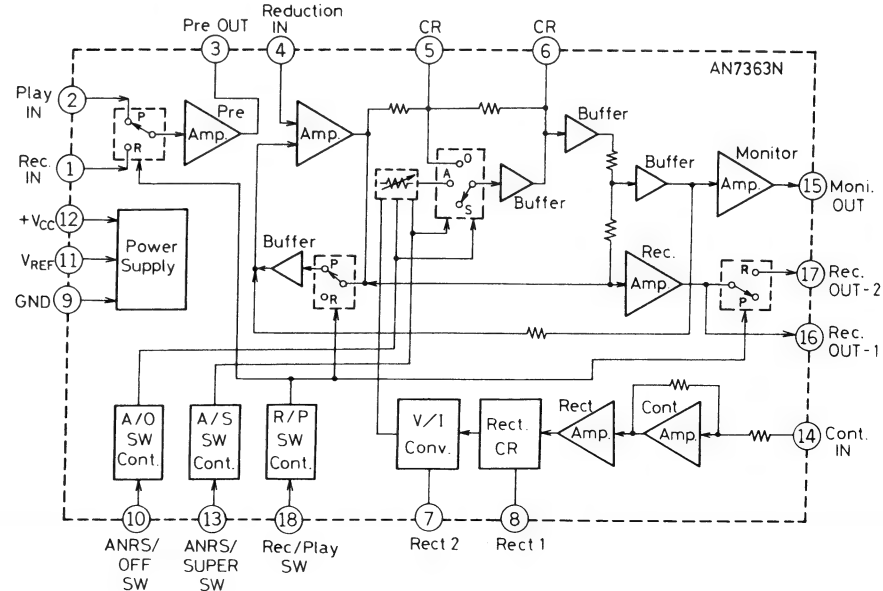 Pre OUT
Reduction
IN
CR
CR
3
4
5
6
AN7363N
Play
IN
2
P
R
Amp.
Pre
Amp.
Buffer
Buffer
Monitor
Amp.
15
Moni.
OUT
O
A
S
Buffer
Rec.
IN
1
+VCC
12
VREF
11
GND
9
Power
Supply
Buffer
P
R
Rec.
Amp.
R
P
17
Rec.
OUT-2
16
Rec.
OUT-1
A/O
SW
Cont.
A/S
SW
Cont.
R/P
SW
Cont.
V/I
Conv.
Rect.
CR
Rect
Amp.
Cont
Amp.
14
Cont.
IN
10
13
18
7
8
ANRS/
OFF
SW
ANRS/
SUPER
SW
Rec/Play
SW
Rect 2
Rect 1